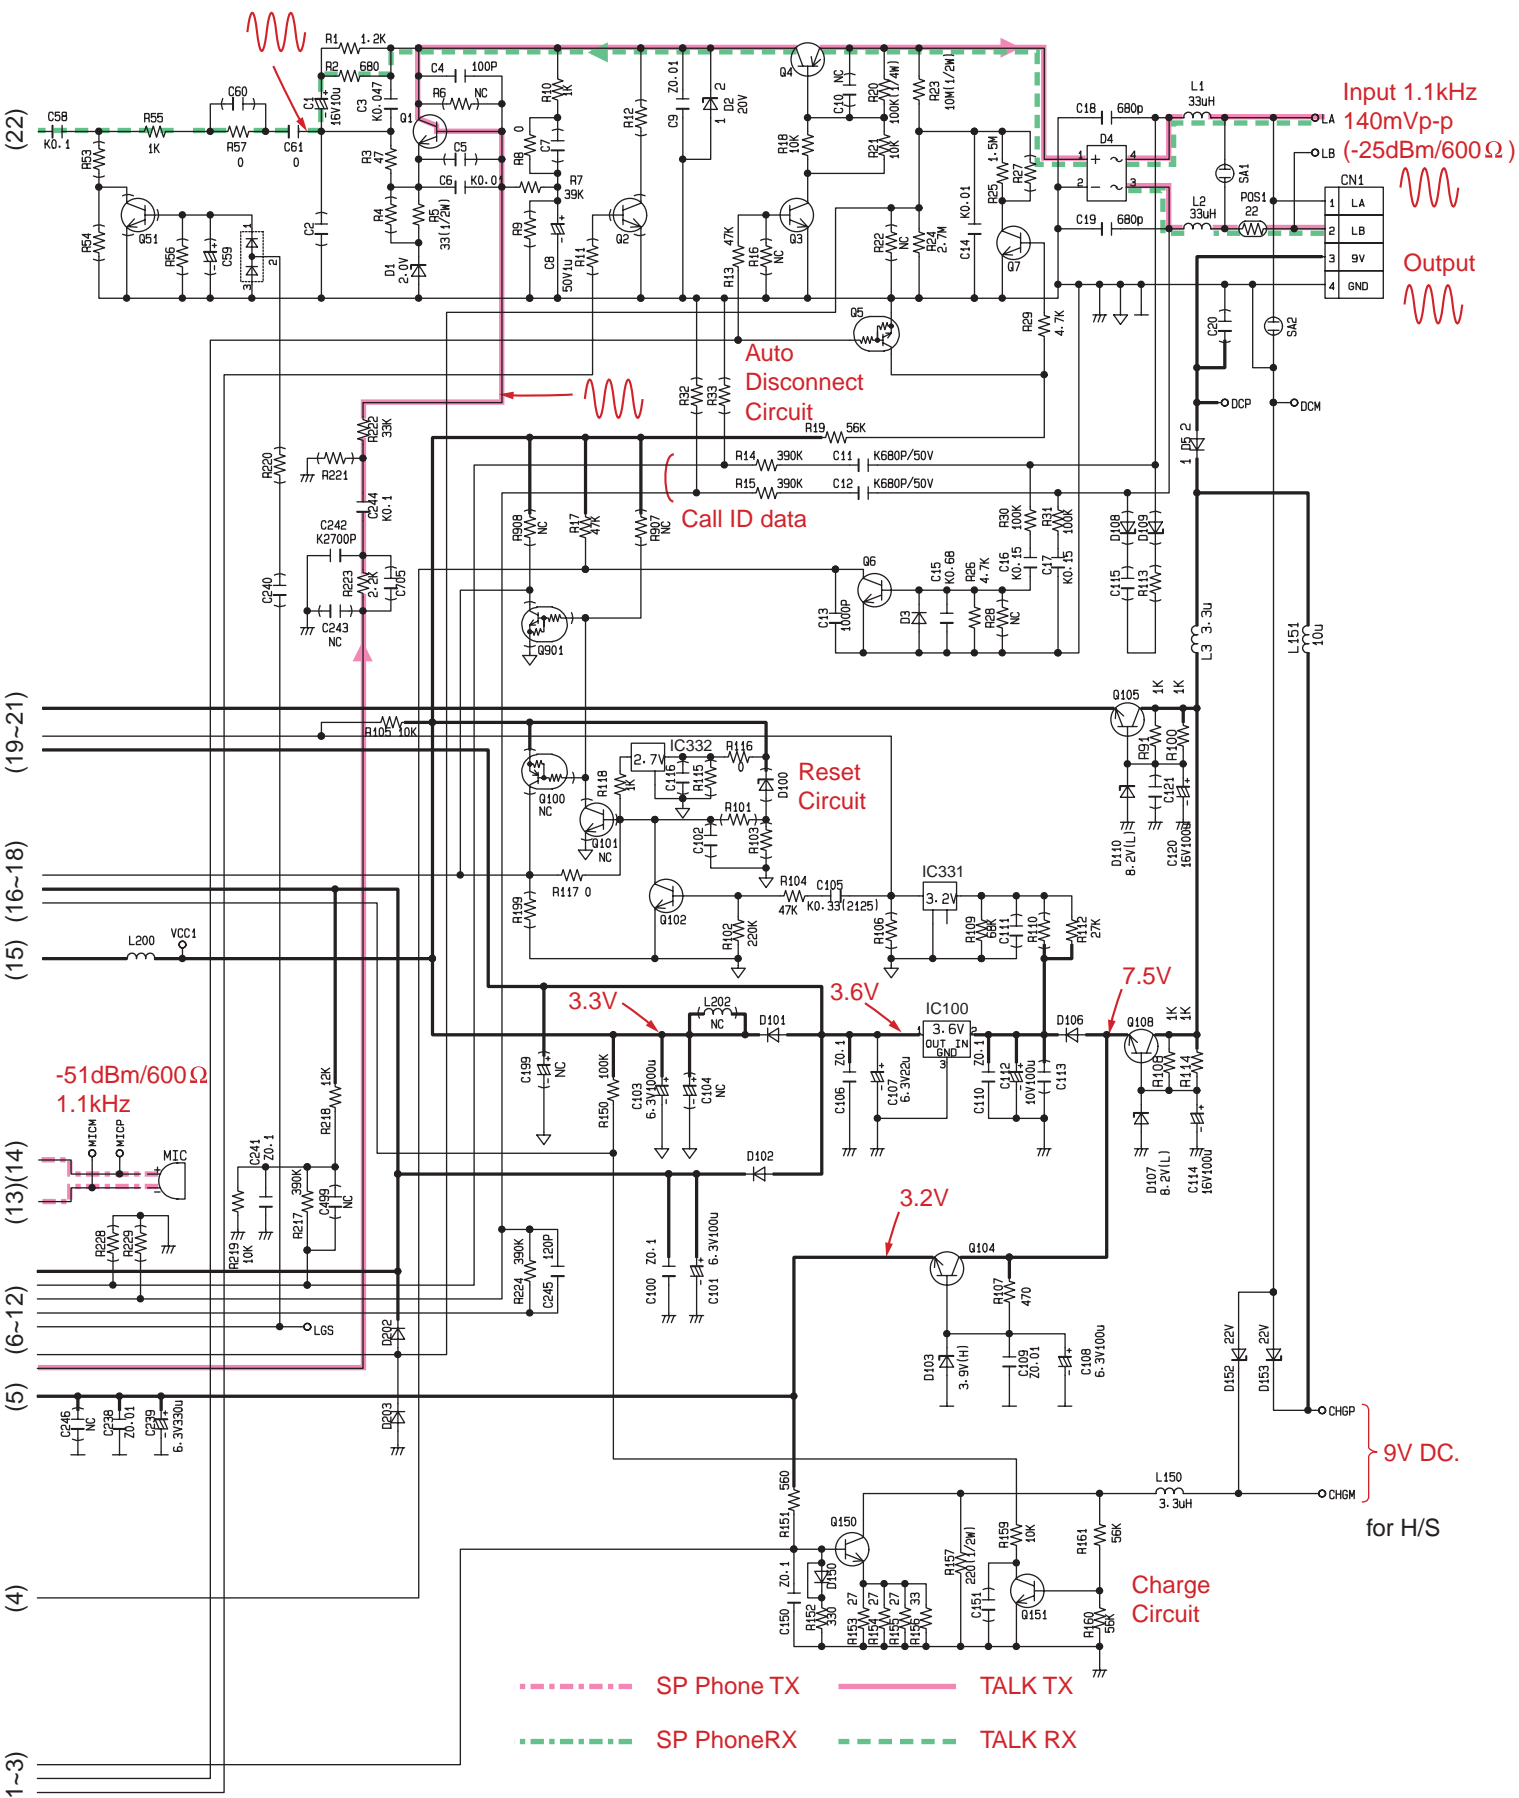 (22)
C58
K0.1
R53
R54
R55
1K
C60
R57
0
C61
0
Q51
R56
C59
1
2
3
R1 1.2K
R2 680
C1
16V10u
C3
K0.047
R3
47
R4
C2
C4 100P
R6 NC
Q1
C5
C6 K0.01
R5
33(1/2W)
D1
2.0V
R10
1K
R8
0
C7
R7
39K
R9
C8
50V1u
R11
R12
Q2
Z0.01
C9
D2
20V
1
2
Q4
C10
NC
R18
10K
R20
100K(1/4W)
R21
10K
R23
10M(1/2W)
R13
47K
R16
NC
Q3
R22
NC
R24
2.7M
C14 K0.01
R25
1.5M
R27
Q7
Q5
R29
4.7K
C18 680p
C19 680p
D4
1
2
3
4
L1
33uH
L2
33uH
SA1
POS1
22
LA
LB
Input 1.1kHz
140mVp-p
(-25dBm/600Ω)
CN1
1 LA
2 LB
3 9V
4 GND
Output
C20
SA2
DCP
DCM
D5
1
2
Auto
Disconnect
Circuit
R32
R33
R19 56K
R14 390K C11 K680P/50V
R15 390K C12 K680P/50V
Call ID data
R222
33K
R221
R220
C244
K0.1
C242
K2700P
R223
2.2K
C705
C243
NC
C240
R908
NC
R17
47K
R907
NC
Q901
Q6
C13
1000P
D3
C15
K0.68
R26
4.7K
R28
NC
R30
100K
C16
K0.15
R31
100K
C17
K0.15
D108
D109
C115
R113
L3 3.3u
L151
10u
(19~21)
R105 10K
Q100
NC
Q101
NC
R118
1K
IC332
2.7V
C116
R115
R116
0
D100
Reset
Circuit
R101
C102
R103
Q105
R91
1K
R100
1K
D110
8.2V(L)
C121
C120
16V100u
(16~18)
R117 0
R199
Q102
R102
220K
R104
47K
C105
K0.33(2125)
R106
IC331
3.2V
R109
68K
C111
R110
R112
27K
(15)
L200
VCC1
3.3V
C199
NC
R150
100K
C103
6.3V1000u
L202
NC
C104
NC
D101
3.6V
C106
Z0.1
C107
6.3V22u
IC100
3.6V
OUT IN
GND
1
2
3
C110
Z0.1
C112
10V100u
C113
D106
7.5V
Q108
R108
1K
R114
1K
D107
8.2V(L)
C114
16V100u
-51dBm/600Ω
1.1kHz
(13)(14)
MICM
MICP
MIC
R228
R229
R219
10K
C241
Z0.1
R218
12K
R217
390K
C499
NC
D102
C100
Z0.1
C101
6.3V100u
R224
390K
C245
120P
3.2V
Q104
R107
470
D103
3.9V(H)
C109
Z0.01
C108
6.3V100u
(6~12)
LGS
D202
D203
(5)
C246
NC
C238
Z0.01
C239
6.3V330u
D152
22V
D153
22V
CHGP
CHGM
9V DC.
for H/S
L150
3.3uH
R151
560
C150
Z0.1
Q150
D150
R152
330
R153
27
R154
27
R155
27
R156
33
R157
220(1/2W)
R159
10K
C151
Q151
R161
56K
R160
56K
Charge
Circuit
(4)
SP Phone TX
TALK TX
SP PhoneRX
TALK RX
1~3)